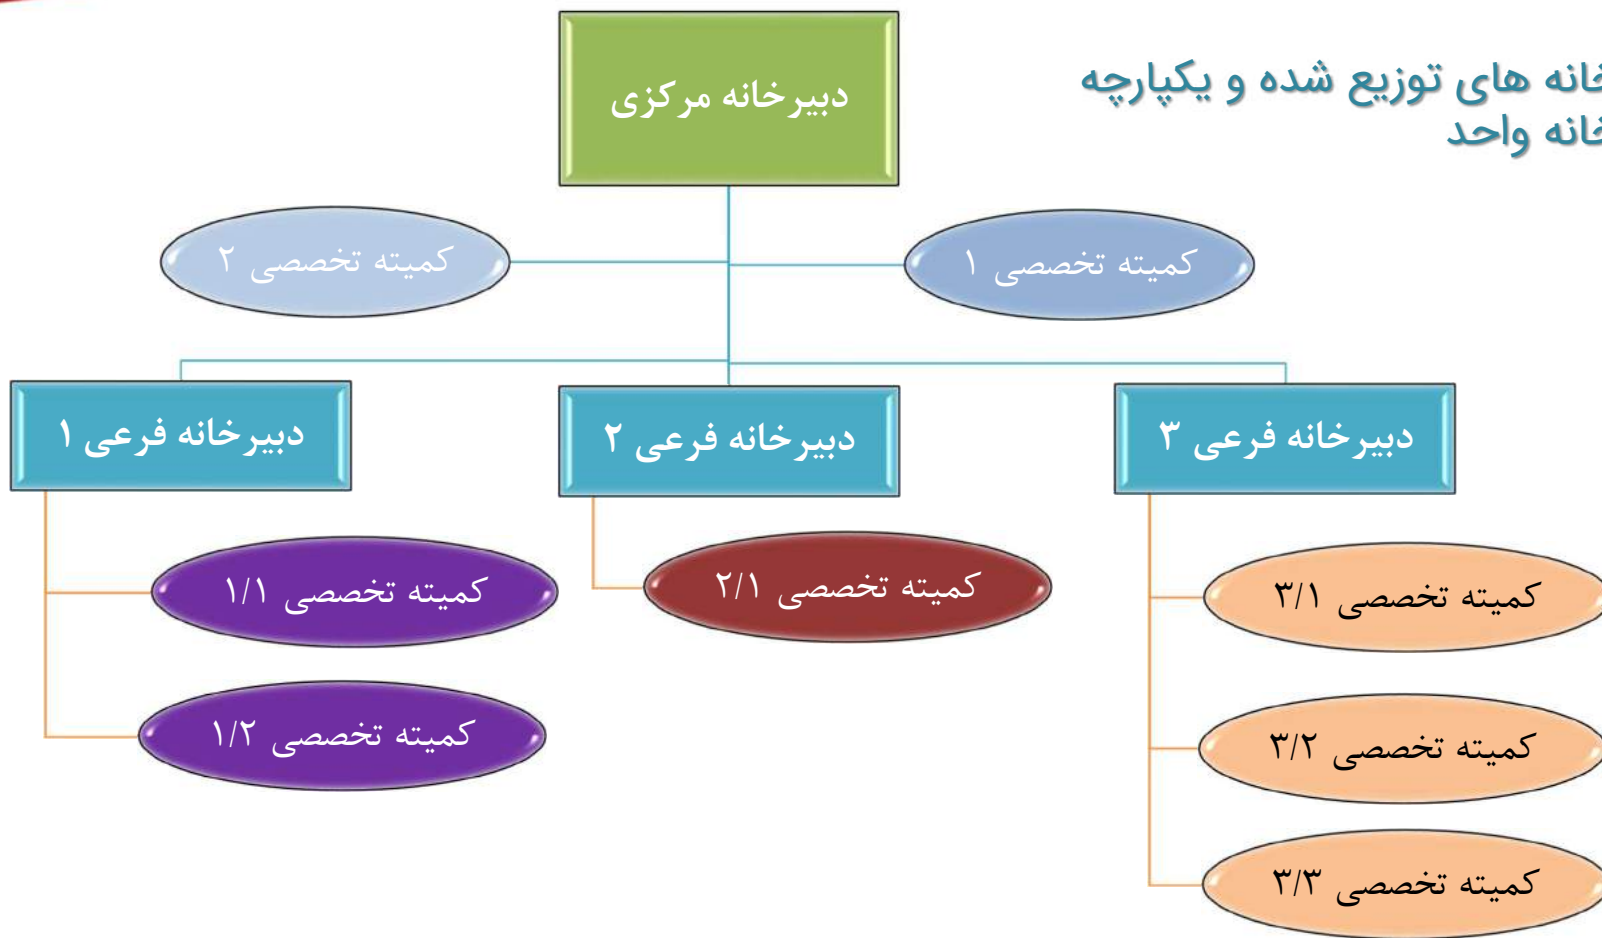 خانه های توزیع شده و یکپارچه
خانه واحد
دبیرخانه مرکزی
کمیته تخصصی ۱
کمیته تخصصی ۲
دبیرخانه فرعی ۳
دبیرخانه فرعی ۲
دبیرخانه فرعی ۱
کمیته تخصصی ۳/۱
کمیته تخصصی ۲/۱
کمیته تخصصی ۱/۱
کمیته تخصصی ۳/۲
کمیته تخصصی ۱/۲
کمیته تخصصی ۳/۳